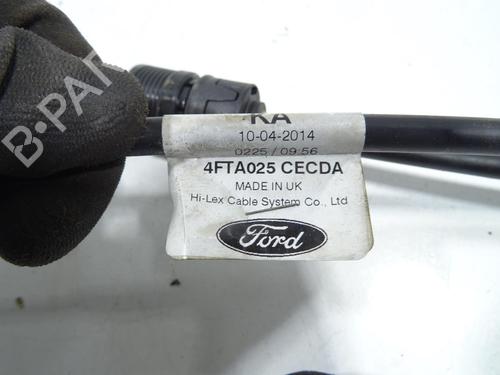 KA
10-04-2014
0225 / 09:56
4FTA025 CECDA
MADE IN UK
Hi-Lex Cable System Co., Ltd
Ford